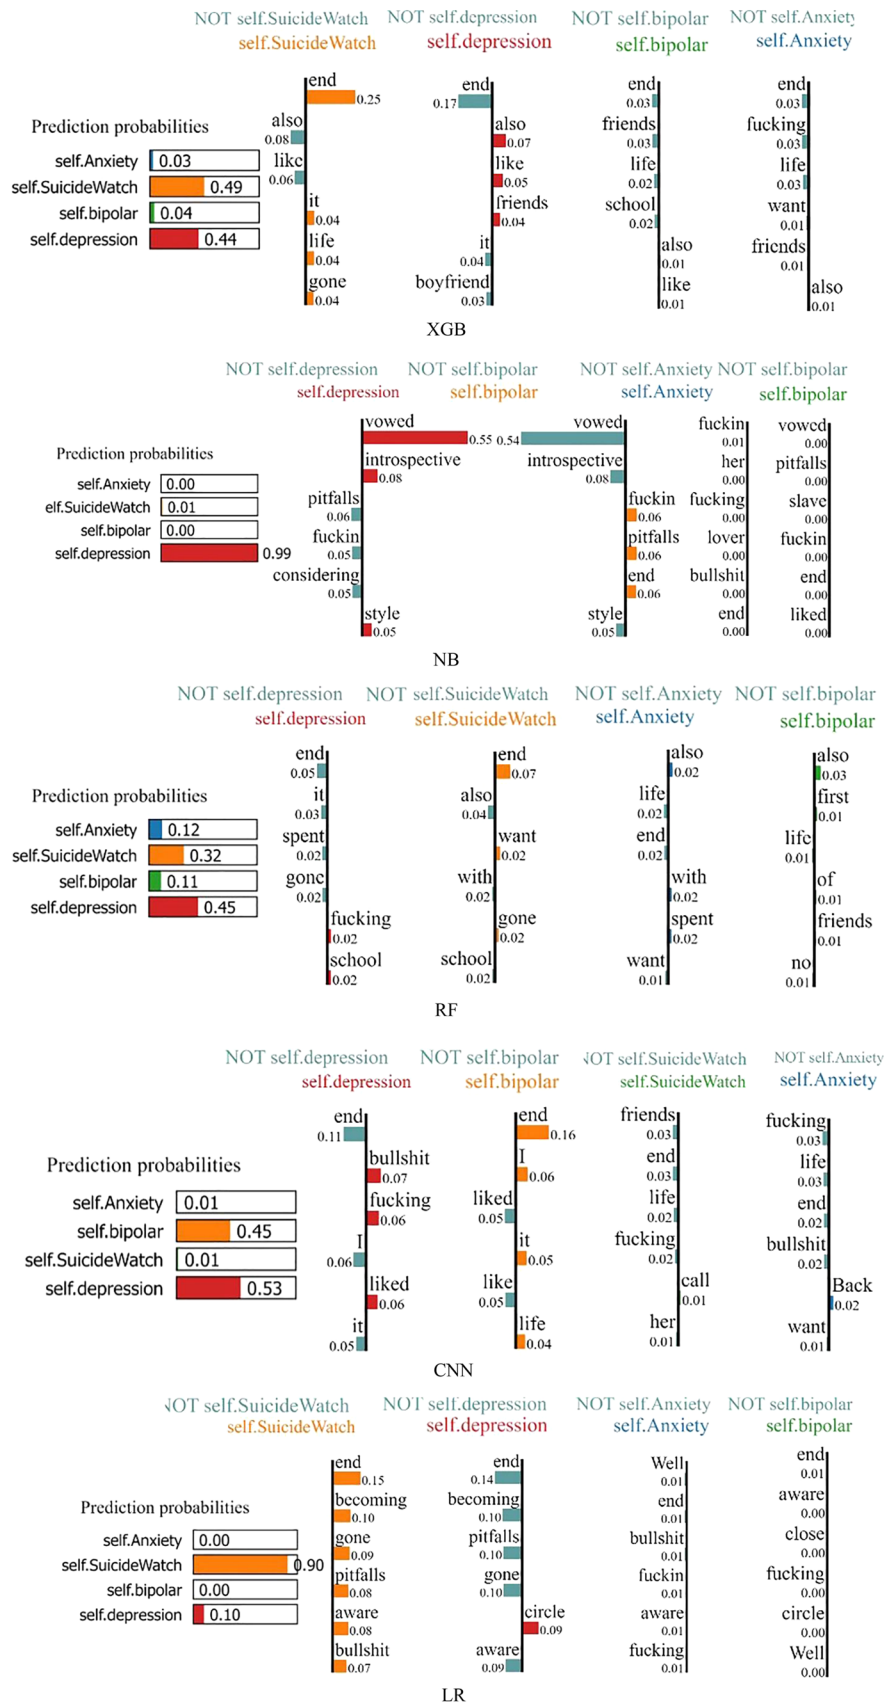 NOT self.SuicideWatch NOT self.depression NOT self.bipolar NOT self.Anxiety
self.SuicideWatch self.depression self.bipolar self.Anxiety
Prediction probabilities
self.Anxiety 0.03
self.SuicideWatch 0.49
self.bipolar 0.04
self.depression 0.44
end
0.25
also
0.08
like
0.06
it
0.04
life
0.04
gone
0.04
end
0.17
also
0.07
like
0.05
friends
0.04
it
0.04
boyfriend
0.03
end
0.03
friends
0.03
life
0.02
school
0.02
also
0.01
like
0.01
end
0.03
fucking
0.03
life
0.03
want
0.01
friends
0.01
also
0.01
XGB
NOT self.depression NOT self.bipolar NOT self.Anxiety NOT self.bipolar
self.depression self.bipolar self.Anxiety self.bipolar
Prediction probabilities
self.Anxiety 0.00
elf.SuicideWatch 0.01
self.bipolar 0.00
self.depression 0.99
vowed
0.55
introspective
0.08
pitfalls
0.06
fuckin
0.05
considering
0.05
style
0.05
vowed
0.54
introspective
0.08
fuckin
0.06
pitfalls
0.06
end
0.06
style
0.05
fuckin
0.01
her
0.00
fucking
0.00
lover
0.00
bullshit
0.00
end
0.00
vowed
0.00
pitfalls
0.00
slave
0.00
fuckin
0.00
end
0.00
liked
0.00
NB
NOT self.depression NOT self.SuicideWatch NOT self.Anxiety NOT self.bipolar
self.depression self.SuicideWatch self.Anxiety self.bipolar
Prediction probabilities
self.Anxiety 0.12
self.SuicideWatch 0.32
self.bipolar 0.11
self.depression 0.45
end
0.05
it
0.03
spent
0.02
gone
0.02
fucking
0.02
school
0.02
end
0.07
also
0.04
want
0.02
with
0.02
gone
0.02
school
0.02
also
0.02
life
0.02
end
0.02
with
0.02
spent
0.02
want
0.01
also
0.03
first
0.01
life
0.01
of
0.01
friends
0.01
no
0.01
RF
NOT self.depression NOT self.bipolar NOT self.SuicideWatch NOT self.Anxiety
self.depression self.bipolar self.SuicideWatch self.Anxiety
Prediction probabilities
self.Anxiety 0.01
self.bipolar 0.45
self.SuicideWatch 0.01
self.depression 0.53
end
0.11
bullshit
0.07
fucking
0.06
I
0.06
liked
0.06
it
0.05
end
0.16
I
0.06
liked
0.05
it
0.05
like
0.05
life
0.04
friends
0.03
end
0.03
life
0.02
fucking
0.02
call
0.01
her
0.01
fucking
0.03
life
0.03
end
0.02
bullshit
0.02
Back
0.02
want
0.01
CNN
NOT self.SuicideWatch NOT self.depression NOT self.Anxiety NOT self.bipolar
self.SuicideWatch self.depression self.Anxiety self.bipolar
Prediction probabilities
self.Anxiety 0.00
self.SuicideWatch 0.90
self.bipolar 0.00
self.depression 0.10
end
0.15
becoming
0.10
gone
0.09
pitfalls
0.08
aware
0.08
bullshit
0.07
end
0.14
becoming
0.10
pitfalls
0.10
gone
0.10
circle
0.09
aware
0.09
Well
0.01
end
0.01
bullshit
0.01
fuckin
0.01
aware
0.01
fucking
0.01
end
0.01
aware
0.00
close
0.00
fucking
0.00
circle
0.00
Well
0.00
LR